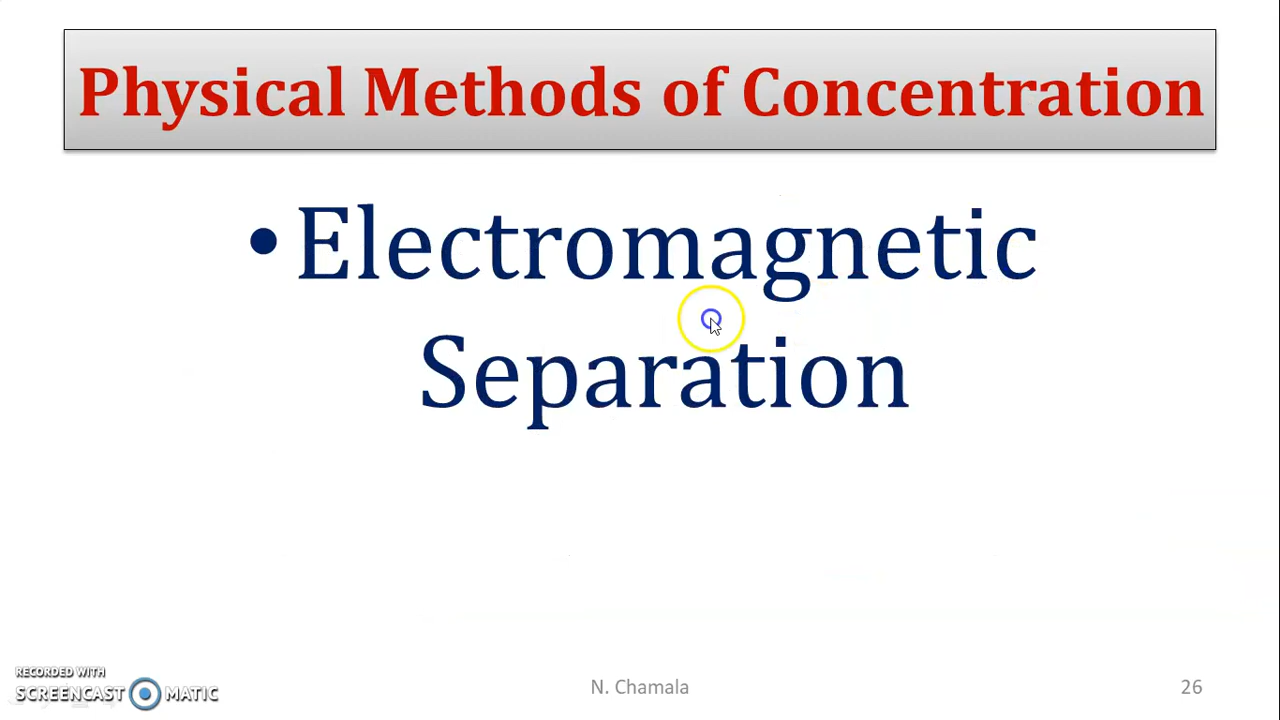 Physical Methods of Concentration
•Electromagnetic
Separation
RECORDED WITH
SCREENCAST MATIC
N. Chamala
26